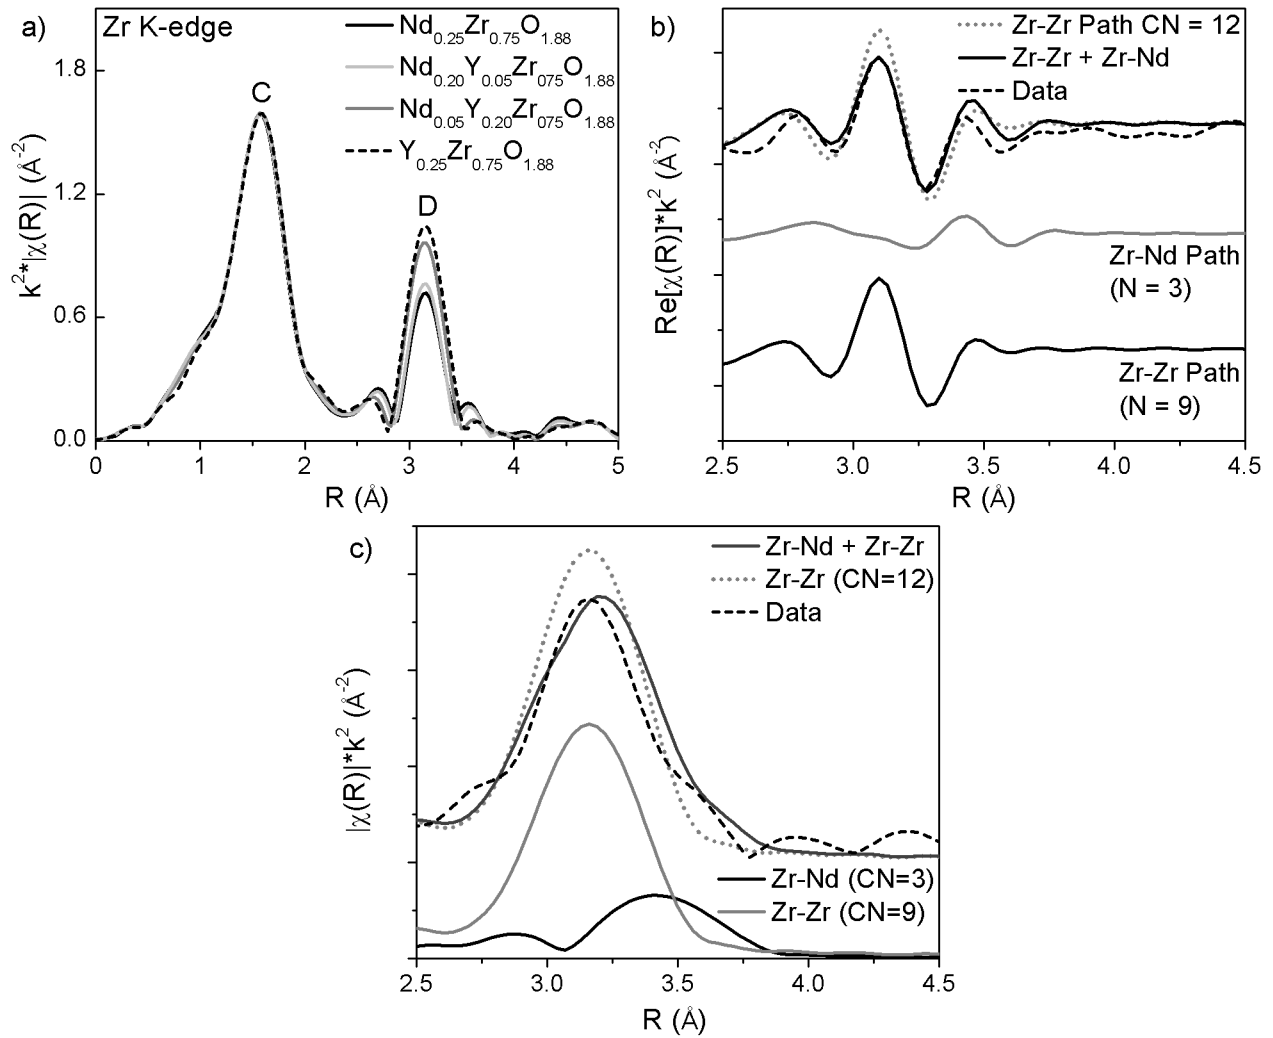 a) Zr K-edge
Nd0.25Zr0.75O1.88
Nd0.20Y0.05Zr075O1.88
Nd0.05Y0.20Zr075O1.88
Y0.25Zr0.75O1.88
C
D
k2*|χ(R)| (Å-2)
1.8
1.2
0.6
0.0
0 1 2 3 4 5
R (Å)
b)
Zr-Zr Path CN = 12
Zr-Zr + Zr-Nd
Data
Re[χ(R)]*k2 (Å-2)
Zr-Nd Path
(N = 3)
Zr-Zr Path
(N = 9)
2.5 3.0 3.5 4.0 4.5
R (Å)
c)
Zr-Nd + Zr-Zr
Zr-Zr (CN=12)
Data
|χ(R)|*k2 (Å-2)
Zr-Nd (CN=3)
Zr-Zr (CN=9)
2.5 3.0 3.5 4.0 4.5
R (Å)